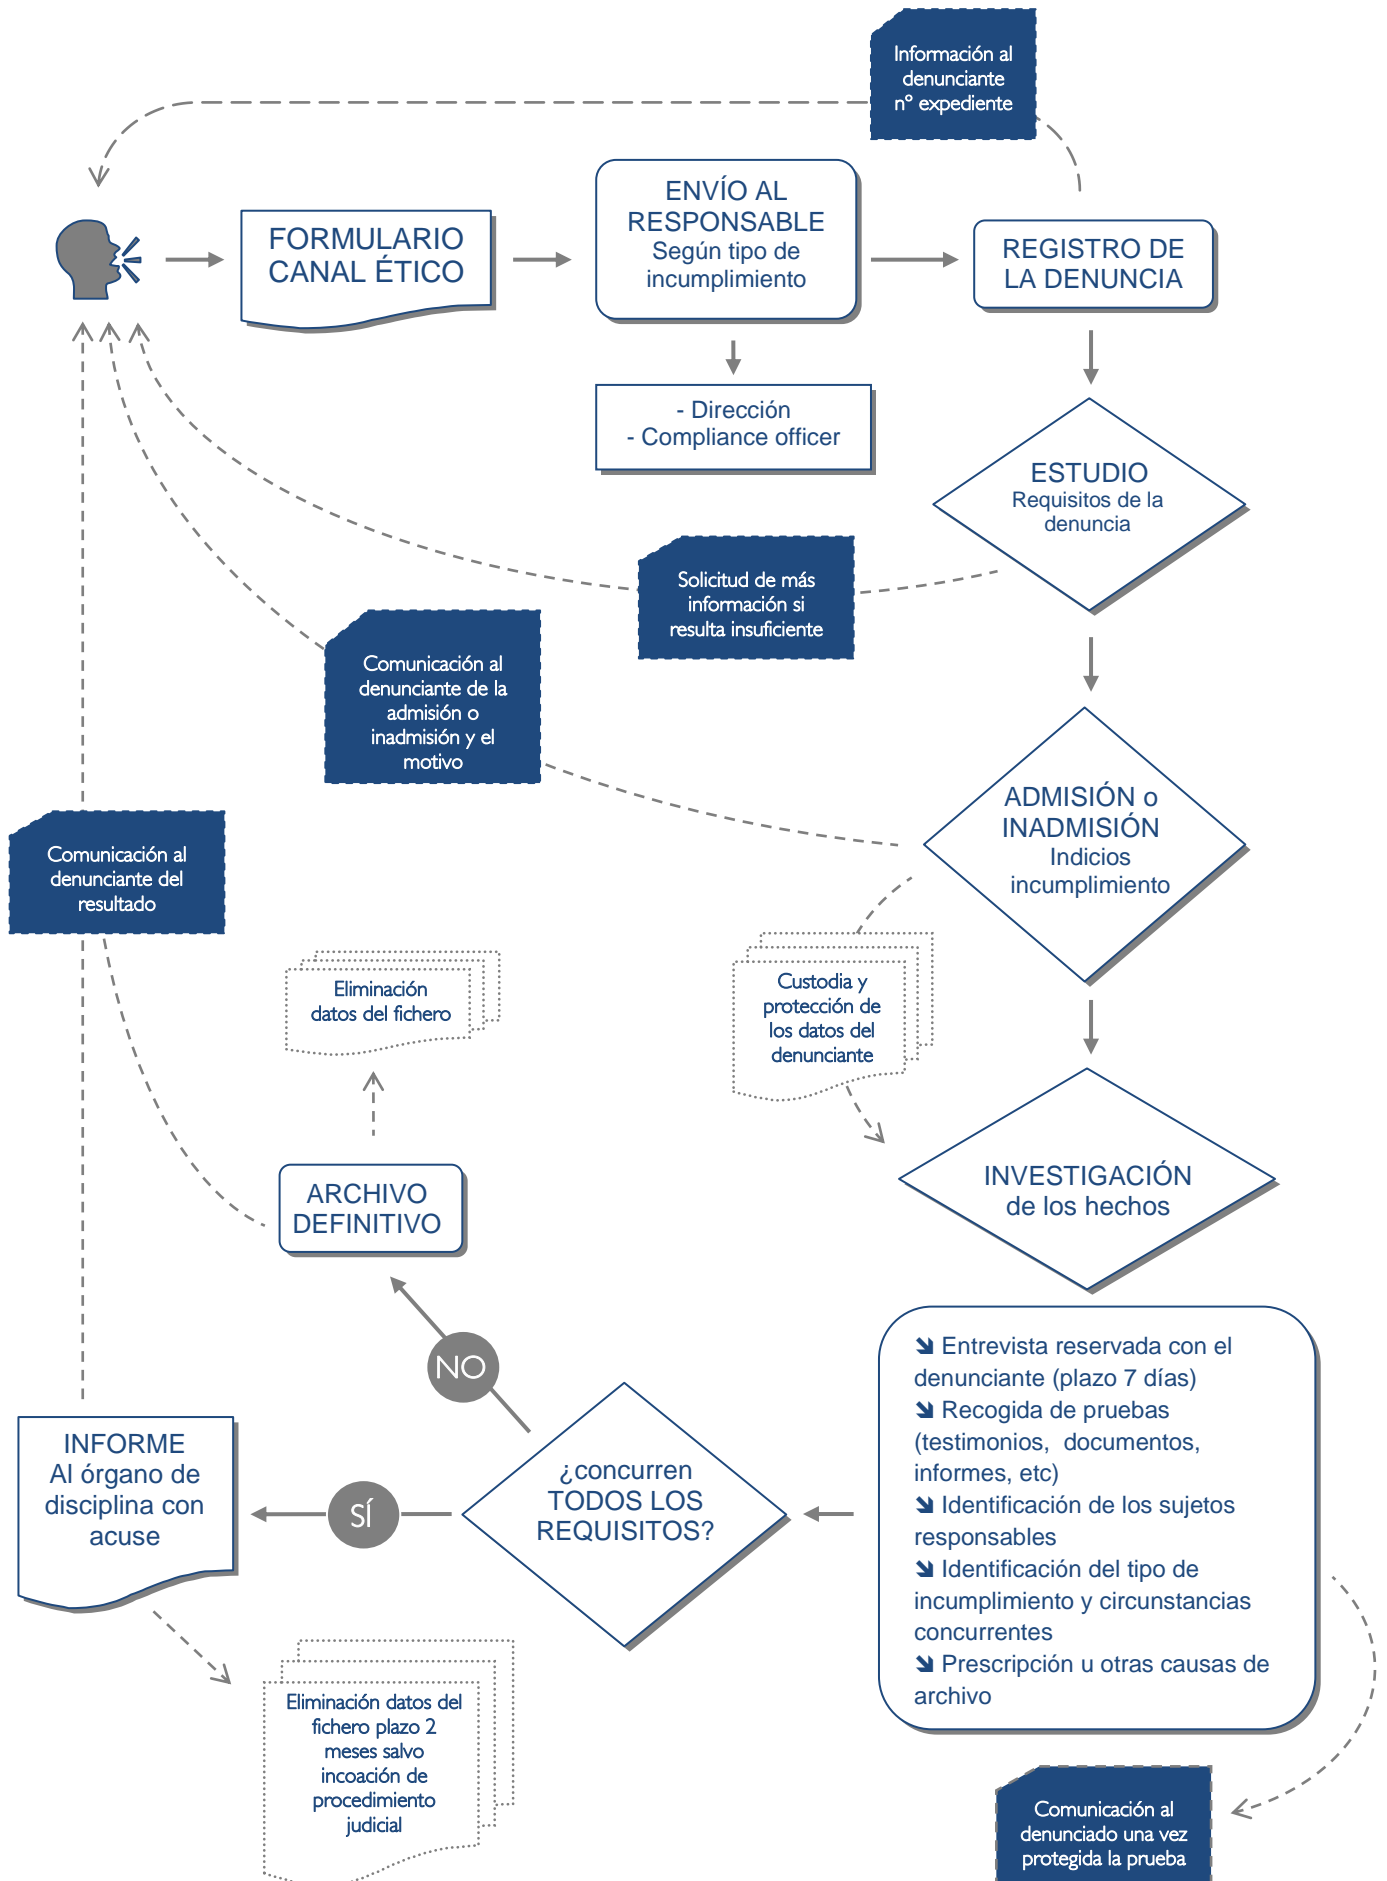 Información al
denunciante
nº expediente
FORMULARIO
CANAL ÉTICO
ENVÍO AL
RESPONSABLE
Según tipo de
incumplimiento
REGISTRO DE
LA DENUNCIA
- Dirección
- Compliance officer
ESTUDIO
Requisitos de la
denuncia
Solicitud de más
información si
resulta insuficiente
Comunicación al
denunciante de la
admisión o
inadmisión y el
motivo
ADMISIÓN o
INADMISIÓN
Indicios
incumplimiento
Comunicación al
denunciante del
resultado
Eliminación
datos del fichero
Custodia y
protección de
los datos del
denunciante
INVESTIGACIÓN
de los hechos
ARCHIVO
DEFINITIVO
NO
Entrevista reservada con el
denunciante (plazo 7 días)
Recogida de pruebas
(testimonios, documentos,
informes, etc)
Identificación de los sujetos
responsables
Identificación del tipo de
incumplimiento y circunstancias
concurrentes
Prescripción u otras causas de
archivo
¿concurren
TODOS LOS
REQUISITOS?
SÍ
INFORME
Al órgano de
disciplina con
acuse
Eliminación datos del
fichero plazo 2
meses salvo
incoación de
procedimiento
judicial
Comunicación al
denunciado una vez
protegida la prueba